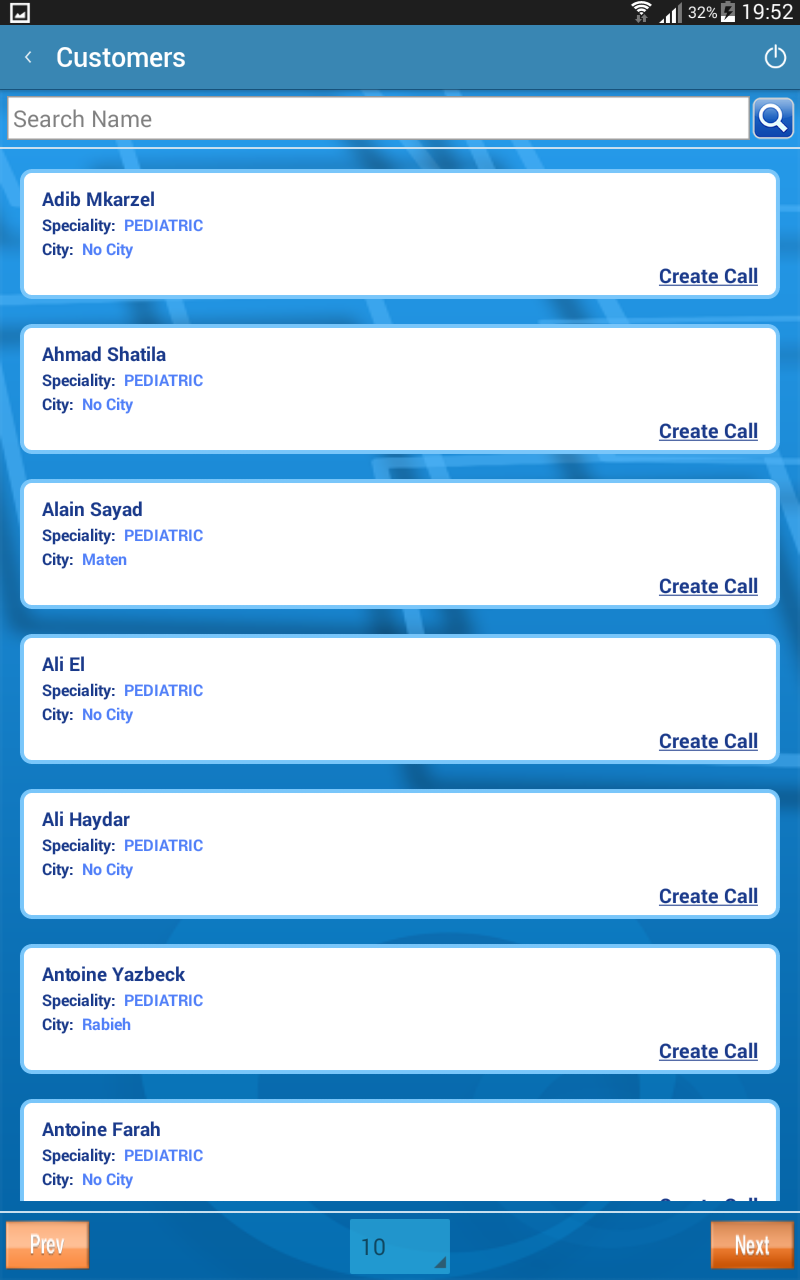 32% 19:52
Customers
Search Name
Adib Mkarzel
Speciality: PEDIATRIC
City: No City
Create Call
Ahmad Shatila
Speciality: PEDIATRIC
City: No City
Create Call
Alain Sayad
Speciality: PEDIATRIC
City: Maten
Create Call
Ali El
Speciality: PEDIATRIC
City: No City
Create Call
Ali Haydar
Speciality: PEDIATRIC
City: No City
Create Call
Antoine Yazbeck
Speciality: PEDIATRIC
City: Rabieh
Create Call
Antoine Farah
Speciality: PEDIATRIC
City: No City
Prev 10 Next